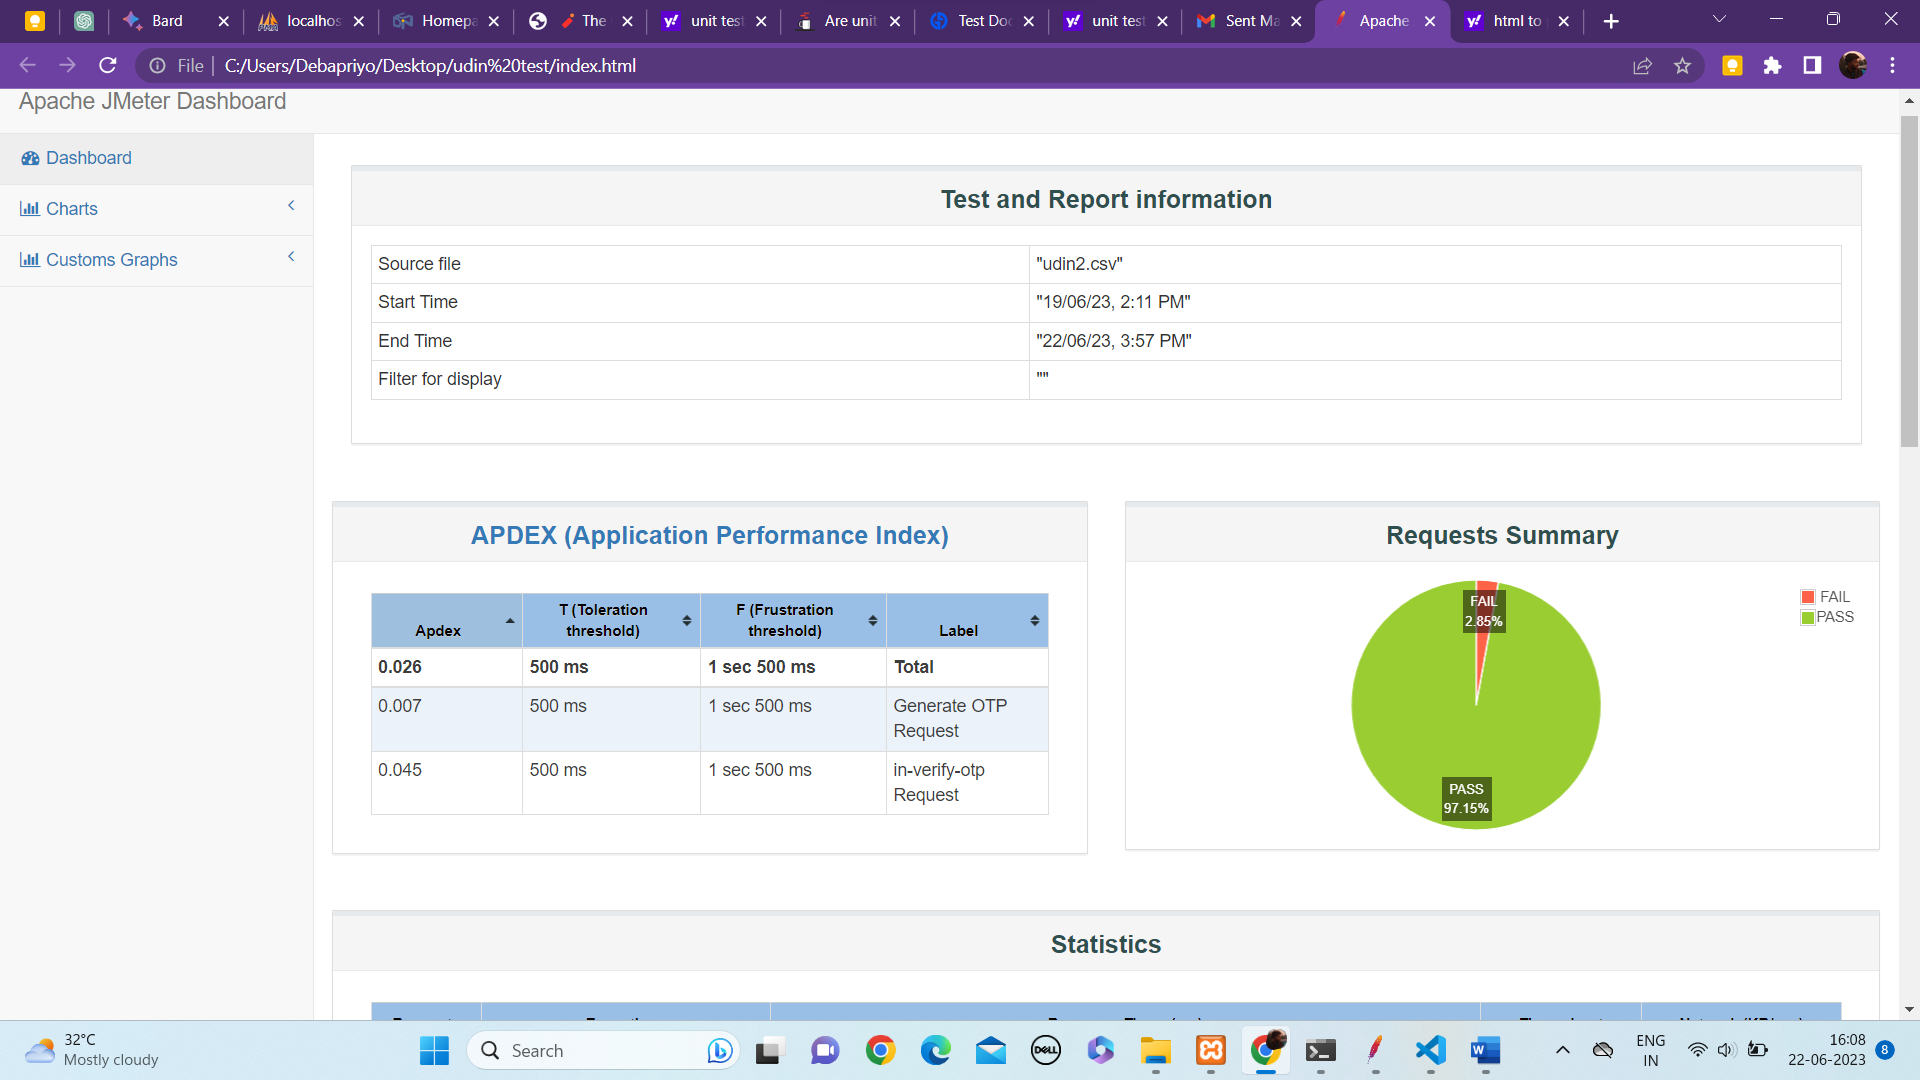 Bard
localhos
Homepa
The
unit test
Are unit
Test Doc
unit test
Sent Ma
Apache
html to
File
C:/Users/Debapriyo/Desktop/udin%20test/index.html
Apache JMeter Dashboard
Dashboard
Charts
Customs Graphs
Test and Report information
Source file "udin2.csv"
Start Time "19/06/23, 2:11 PM"
End Time "22/06/23, 3:57 PM"
Filter for display ""
APDEX (Application Performance Index)
Apdex T (Toleration threshold) F (Frustration threshold) Label
0.026 500 ms 1 sec 500 ms Total
0.007 500 ms 1 sec 500 ms Generate OTP
Request
0.045 500 ms 1 sec 500 ms in-verify-otp
Request
Requests Summary
FAIL
2.85%
PASS
97.15%
FAIL
PASS
Statistics
32°C
Mostly cloudy
Search
DELL
W
ENG
IN
16:08
22-06-2023
8